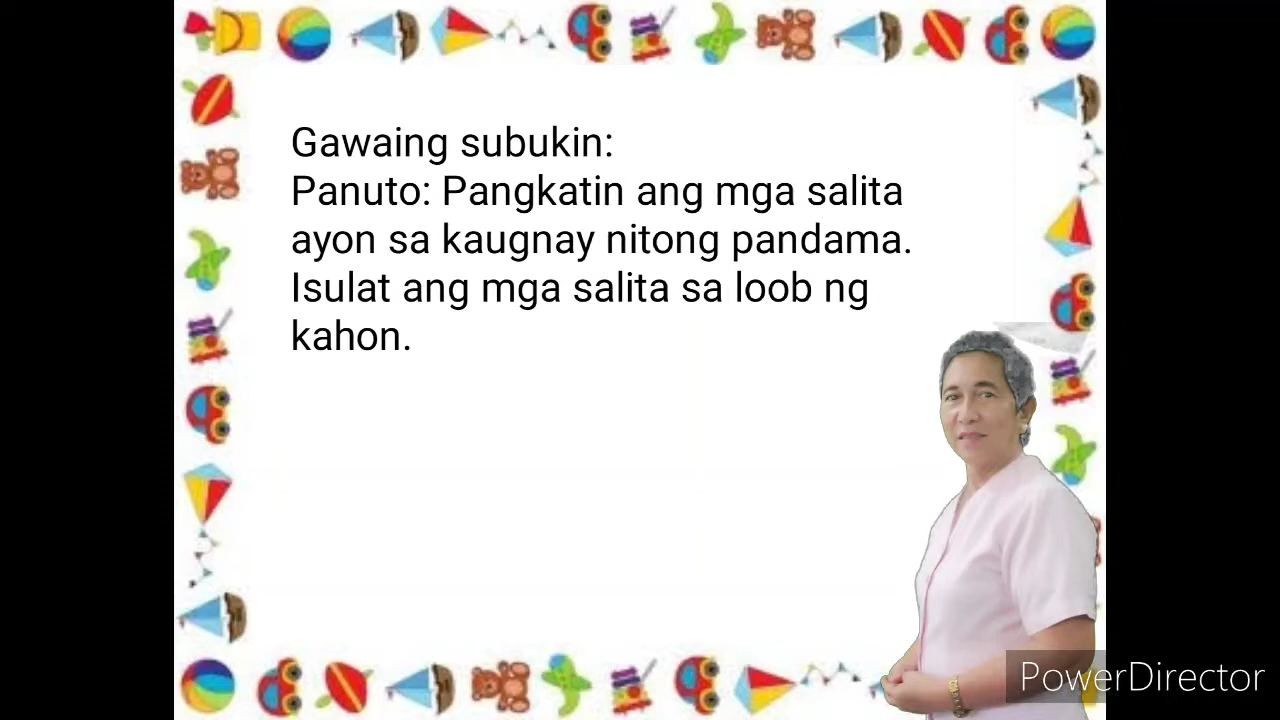 Gawaing subukin:
Panuto: Pangkatin ang mga salita
ayon sa kaugnay nitong pandama.
Isulat ang mga salita sa loob ng
kahon.
PowerDirector